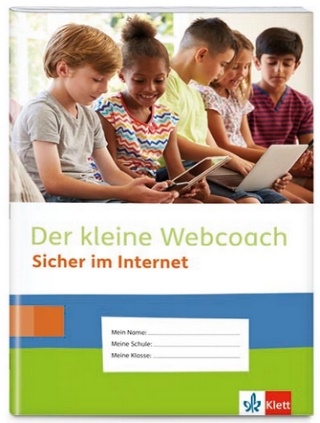 Der kleine Webcoach
Sicher im Internet
Mein Name:
Meine Schule:
Meine Klasse:
Klett